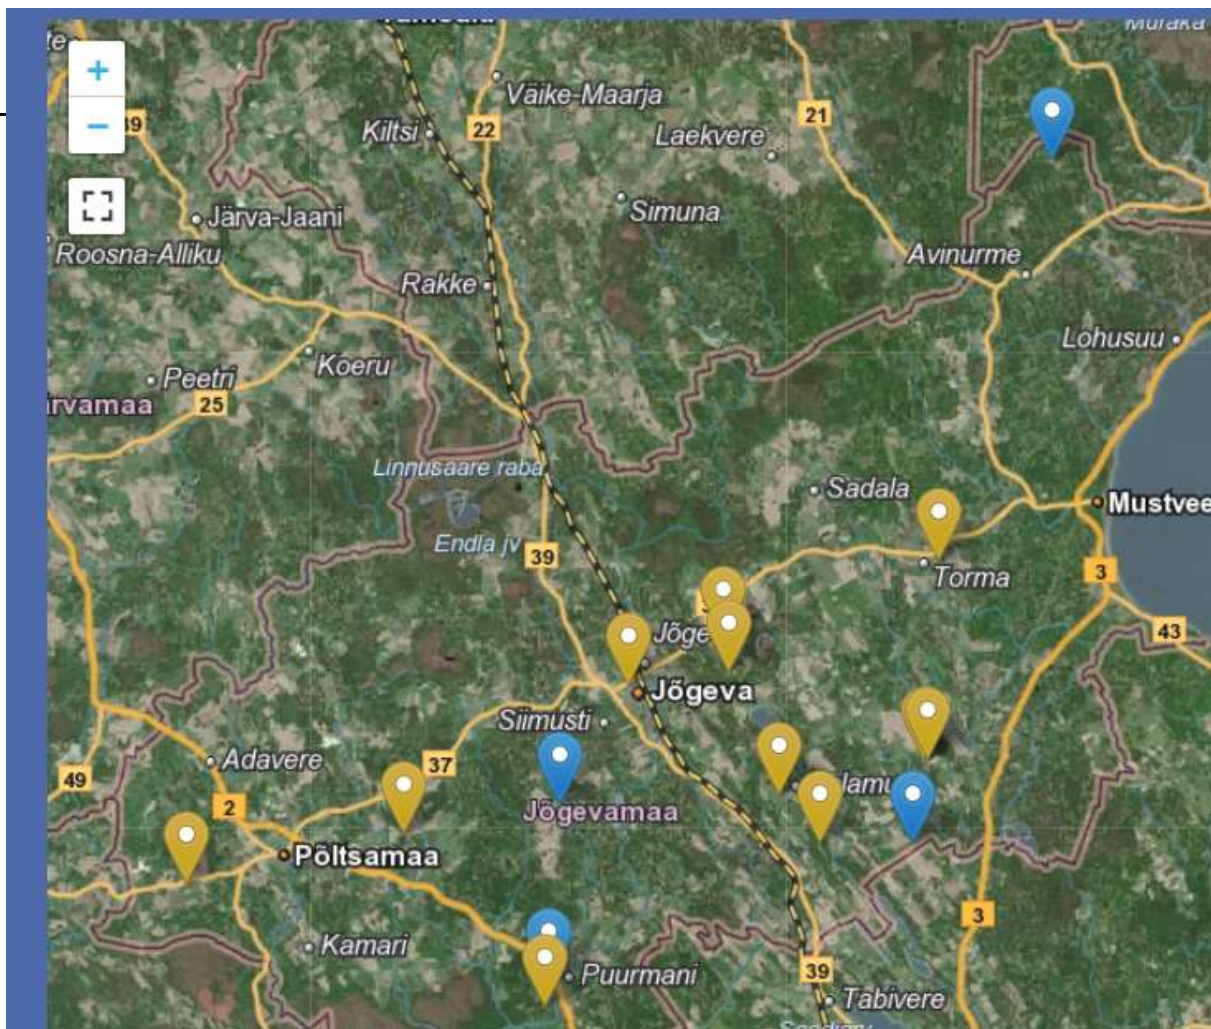 +
Väike-Maarja
Muraka
−
39
Kiltsi
22
21
Laekvere
Järva-Jaani
Simuna
Roosna-Alliku
Avinurme
Rakke
Lohusuu
Koeru
Peetri
25
Linnusaare raba
Sadala
Mustvee
Endla jv
39
3
Torma
43
Jõgeva
Siimusti
Adavere
37
49
2
Jõgevamaa
Põltsamaa
3
Kamari
Puurmani
39
Tabivere